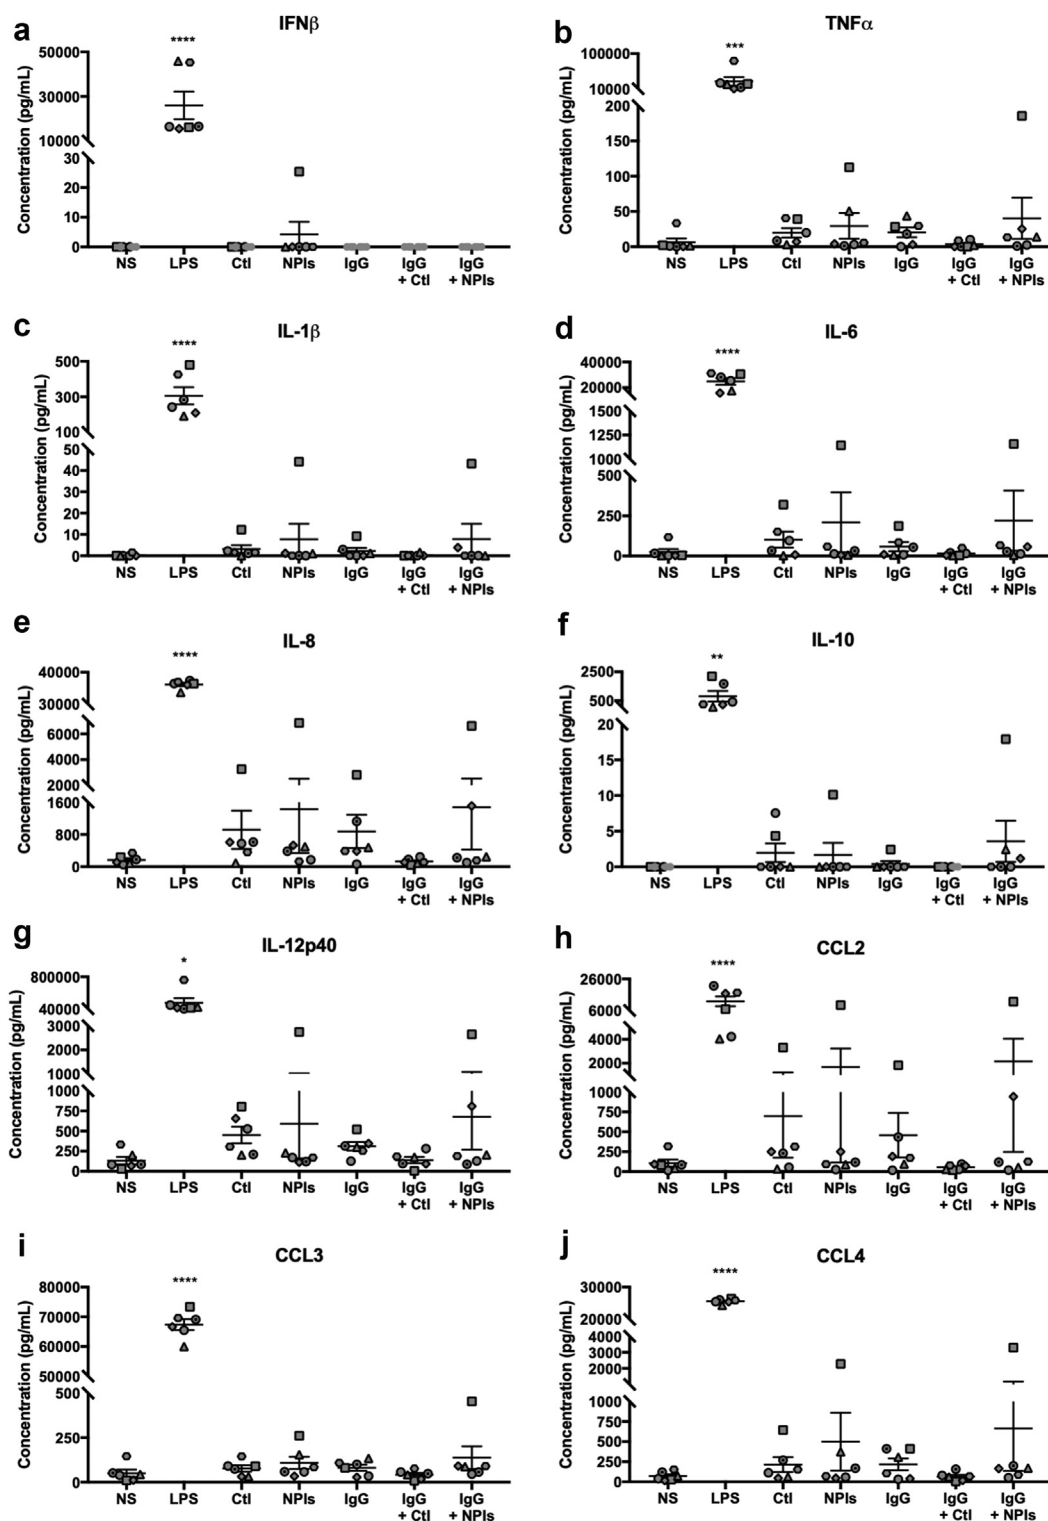 a
IFNβ
Concentration (pg/mL)
50000
30000
10000
30
20
10
0
****
NS LPS Ctl NPIs IgG IgG + Ctl IgG + NPIs
b
TNFα
Concentration (pg/mL)
100000
10000
200
150
100
50
0
***
NS LPS Ctl NPIs IgG IgG + Ctl IgG + NPIs
c
IL-1β
Concentration (pg/mL)
500
300
100
50
40
30
20
10
0
****
NS LPS Ctl NPIs IgG IgG + Ctl IgG + NPIs
d
IL-6
Concentration (pg/mL)
40000
20000
1500
1250
1000
500
250
0
****
NS LPS Ctl NPIs IgG IgG + Ctl IgG + NPIs
e
IL-8
Concentration (pg/mL)
40000
30000
6000
4000
2000
1600
800
0
****
NS LPS Ctl NPIs IgG IgG + Ctl IgG + NPIs
f
IL-10
Concentration (pg/mL)
2500
500
20
15
10
5
0
**
NS LPS Ctl NPIs IgG IgG + Ctl IgG + NPIs
g
IL-12p40
Concentration (pg/mL)
800000
40000
3000
2000
1000
1000
750
500
250
0
*
NS LPS Ctl NPIs IgG IgG + Ctl IgG + NPIs
h
CCL2
Concentration (pg/mL)
26000
6000
4000
2000
1000
750
500
250
0
****
NS LPS Ctl NPIs IgG IgG + Ctl IgG + NPIs
i
CCL3
Concentration (pg/mL)
80000
70000
60000
50000
500
250
0
****
NS LPS Ctl NPIs IgG IgG + Ctl IgG + NPIs
j
CCL4
Concentration (pg/mL)
30000
20000
4000
3000
2000
1000
750
500
250
0
****
NS LPS Ctl NPIs IgG IgG + Ctl IgG + NPIs